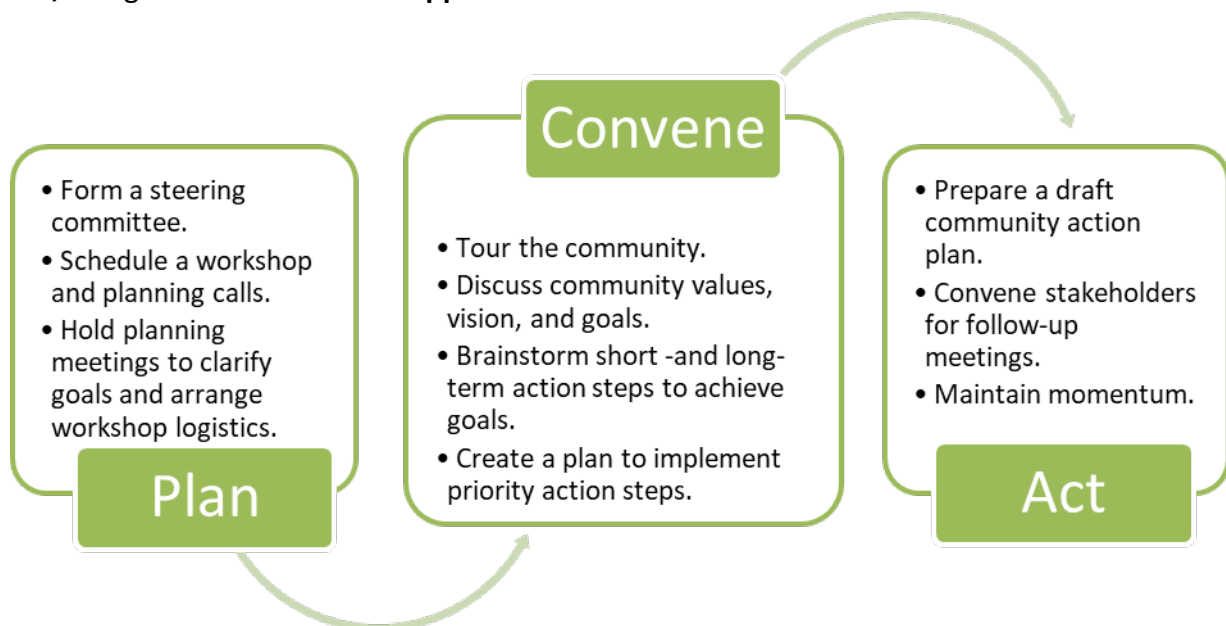 • Form a steering
committee.
• Schedule a workshop
and planning calls.
• Hold planning
meetings to clarify
goals and arrange
workshop logistics.
Plan
Convene
• Tour the community.
• Discuss community values,
vision, and goals.
• Brainstorm short -and long-
term action steps to achieve
goals.
• Create a plan to implement
priority action steps.
• Prepare a draft
community action
plan.
• Convene stakeholders
for follow-up
meetings.
• Maintain momentum.
Act